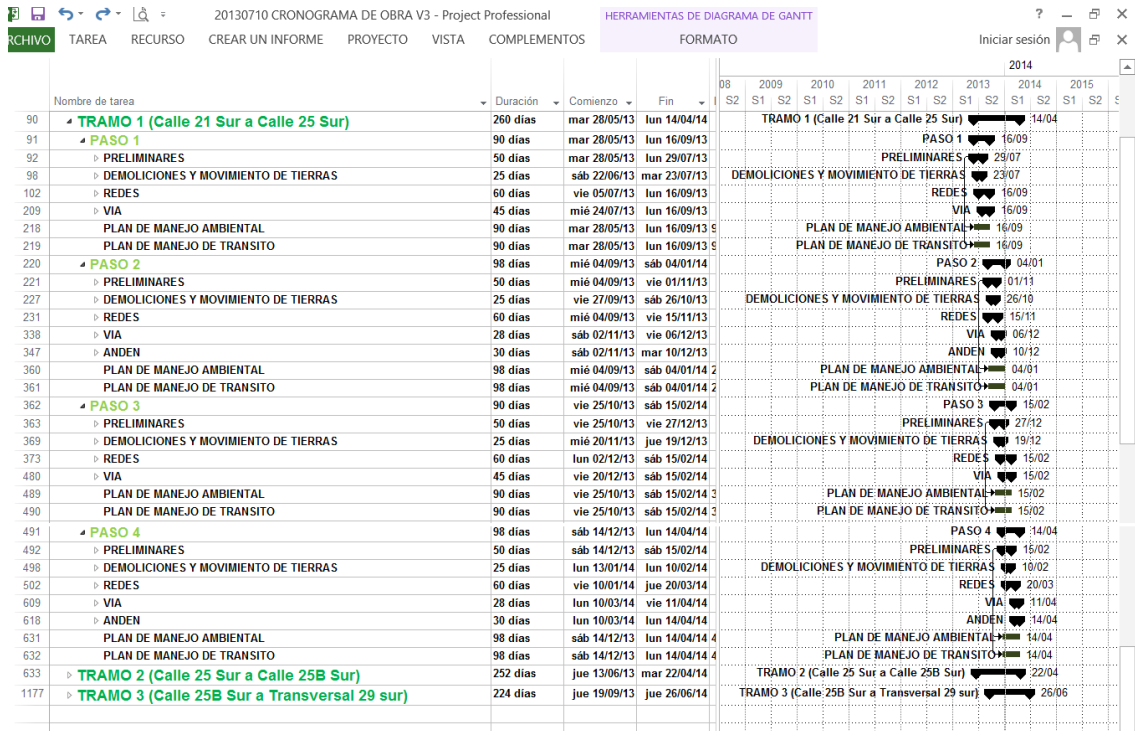 20130710 CRONOGRAMA DE OBRA V3 - Project Professional HERRAMIENTAS DE DIAGRAMA DE GANTT ?
RCHIVO TAREA RECURSO CREAR UN INFORME PROYECTO VISTA COMPLEMENTOS FORMATO Iniciar sesión
2014
08 2009 2010 2011 2012 2013 2014 2015
Nombre de tarea Duración Comienzo Fin S2 S1 S2 S1 S2 S1 S2 S1 S2 S1 S2 S1 S2 S1 S2
90 TRAMO 1 (Calle 21 Sur a Calle 25 Sur) 260 días mar 28/05/13 lun 14/04/14 TRAMO 1 (Calle 21 Sur a Calle 25 Sur) 14/04
91 PASO 1 90 días mar 28/05/13 lun 16/09/13 PASO 1 16/09
92 PRELIMINARES 50 días mar 28/05/13 lun 29/07/13 PRELIMINARES 29/07
98 DEMOLICIONES Y MOVIMIENTO DE TIERRAS 25 días sáb 22/06/13 mar 23/07/13 DEMOLICIONES Y MOVIMIENTO DE TIERRAS 23/07
102 REDES 60 días vie 05/07/13 lun 16/09/13 REDES 16/09
209 VIA 45 días mié 24/07/13 lun 16/09/13 VIA 16/09
218 PLAN DE MANEJO AMBIENTAL 90 días mar 28/05/13 lun 16/09/13 9 PLAN DE MANEJO AMBIENTAL 16/09
219 PLAN DE MANEJO DE TRANSITO 90 días mar 28/05/13 lun 16/09/13 9 PLAN DE MANEJO DE TRANSITO 16/09
220 PASO 2 98 días mié 04/09/13 sáb 04/01/14 PASO 2 04/01
221 PRELIMINARES 50 días mié 04/09/13 vie 01/11/13 PRELIMINARES 01/11
227 DEMOLICIONES Y MOVIMIENTO DE TIERRAS 25 días vie 27/09/13 sáb 26/10/13 DEMOLICIONES Y MOVIMIENTO DE TIERRAS 26/10
231 REDES 60 días mié 04/09/13 vie 15/11/13 REDES 15/11
338 VIA 28 días sáb 02/11/13 vie 06/12/13 VIA 06/12
347 ANDEN 30 días sáb 02/11/13 mar 10/12/13 ANDEN 10/12
360 PLAN DE MANEJO AMBIENTAL 98 días mié 04/09/13 sáb 04/01/14 2 PLAN DE MANEJO AMBIENTAL 04/01
361 PLAN DE MANEJO DE TRANSITO 98 días mié 04/09/13 sáb 04/01/14 2 PLAN DE MANEJO DE TRANSITO 04/01
362 PASO 3 90 días vie 25/10/13 sáb 15/02/14 PASO 3 15/02
363 PRELIMINARES 50 días vie 25/10/13 vie 27/12/13 PRELIMINARES 27/12
369 DEMOLICIONES Y MOVIMIENTO DE TIERRAS 25 días mié 20/11/13 jue 19/12/13 DEMOLICIONES Y MOVIMIENTO DE TIERRAS 19/12
373 REDES 60 días lun 02/12/13 sáb 15/02/14 REDES 15/02
480 VIA 45 días vie 20/12/13 sáb 15/02/14 VIA 15/02
489 PLAN DE MANEJO AMBIENTAL 90 días vie 25/10/13 sáb 15/02/14 3 PLAN DE MANEJO AMBIENTAL 15/02
490 PLAN DE MANEJO DE TRANSITO 90 días vie 25/10/13 sáb 15/02/14 3 PLAN DE MANEJO DE TRANSITO 15/02
491 PASO 4 98 días sáb 14/12/13 lun 14/04/14 PASO 4 14/04
492 PRELIMINARES 50 días sáb 14/12/13 sáb 15/02/14 PRELIMINARES 15/02
498 DEMOLICIONES Y MOVIMIENTO DE TIERRAS 25 días lun 13/01/14 lun 10/02/14 DEMOLICIONES Y MOVIMIENTO DE TIERRAS 10/02
502 REDES 60 días vie 10/01/14 jue 20/03/14 REDES 20/03
609 VIA 28 días lun 10/03/14 vie 11/04/14 VIA 11/04
618 ANDEN 30 días lun 10/03/14 lun 14/04/14 ANDEN 14/04
631 PLAN DE MANEJO AMBIENTAL 98 días sáb 14/12/13 lun 14/04/14 4 PLAN DE MANEJO AMBIENTAL 14/04
632 PLAN DE MANEJO DE TRANSITO 98 días sáb 14/12/13 lun 14/04/14 4 PLAN DE MANEJO DE TRANSITO 14/04
633 TRAMO 2 (Calle 25 Sur a Calle 25B Sur) 252 días jue 13/06/13 mar 22/04/14 TRAMO 2 (Calle 25 Sur a Calle 25B Sur) 22/04
1177 TRAMO 3 (Calle 25B Sur a Transversal 29 sur) 224 días jue 19/09/13 jue 26/06/14 TRAMO 3 (Calle 25B Sur a Transversal 29 sur) 26/06